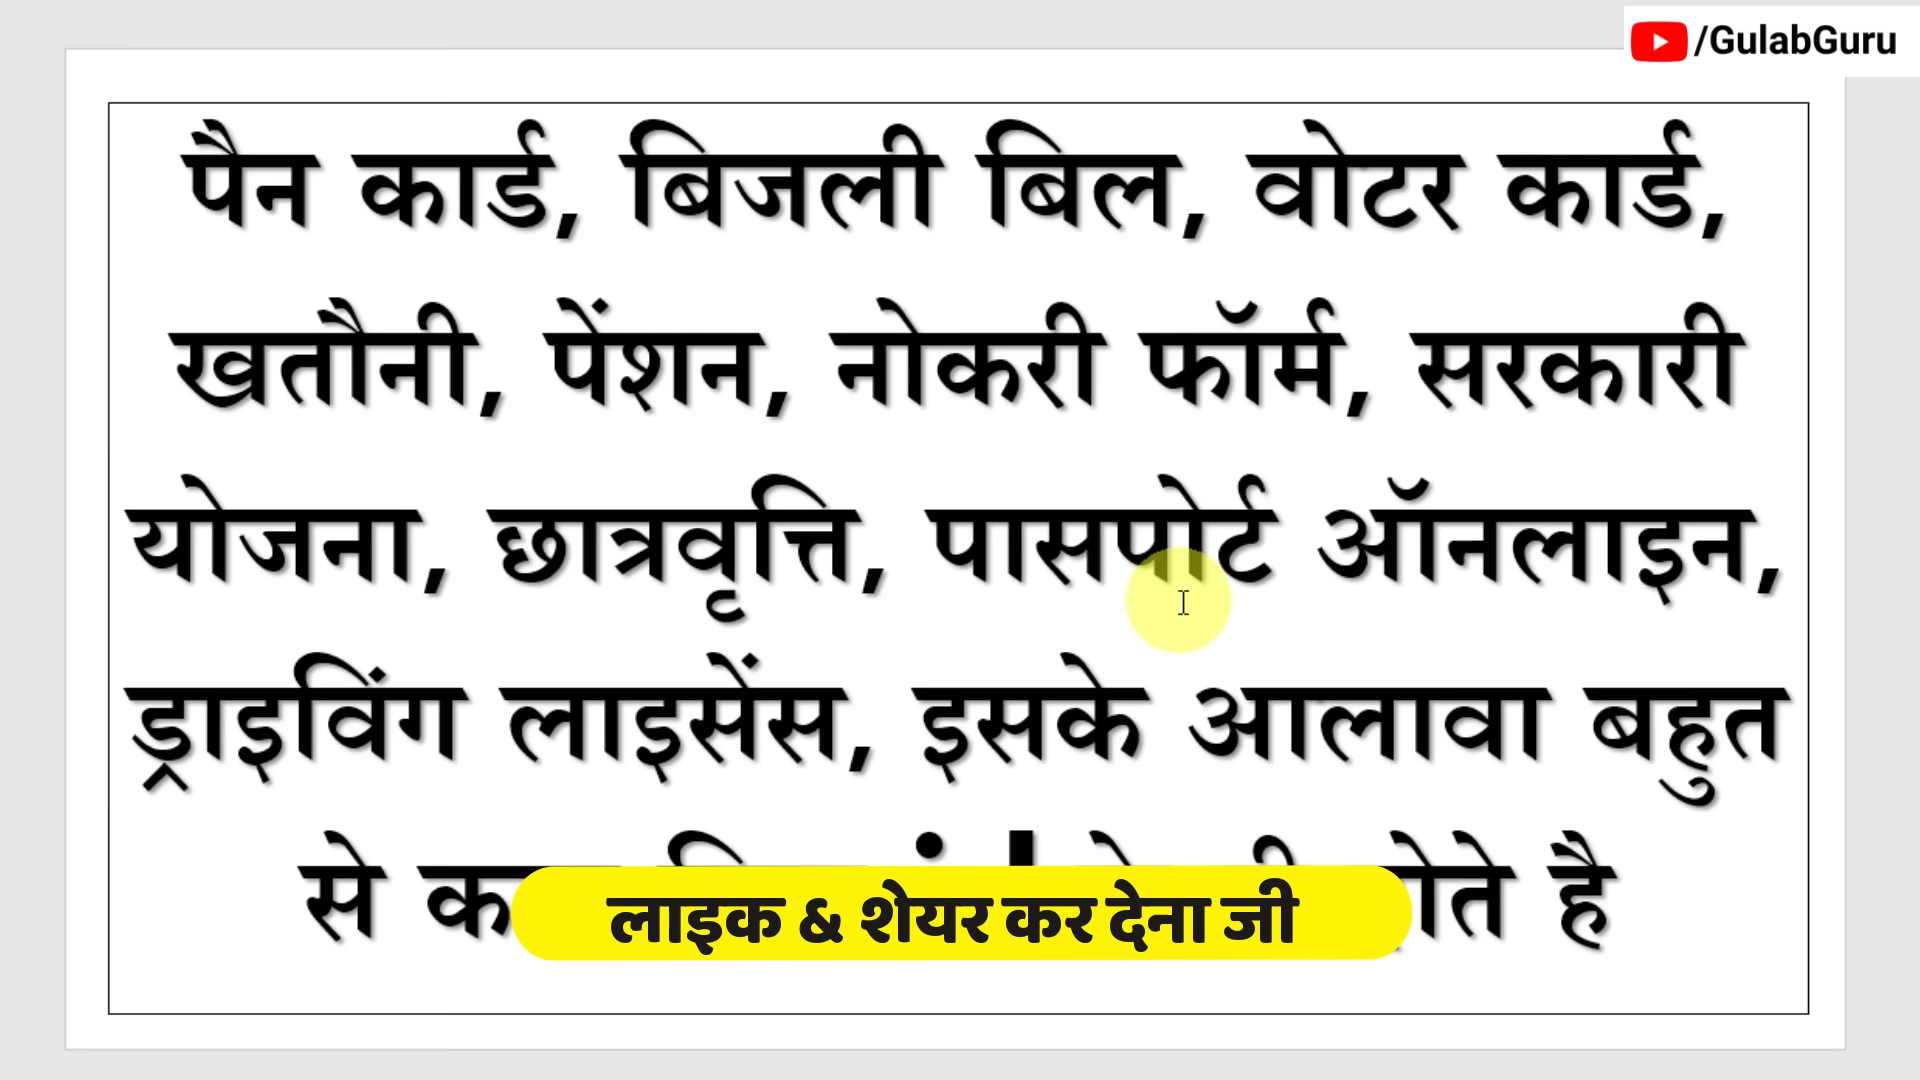 /GulabGuru
पैन कार्ड, बिजली बिल, वोटर कार्ड,
खतौनी, पेंशन, नोकरी फॉर्म, सरकारी
योजना, छात्रवृत्ति, पासपोर्ट ऑनलाइन,
ड्राइविंग लाइसेंस, इसके आलावा बहुत
से है
लाइक & शेयर कर देना जी